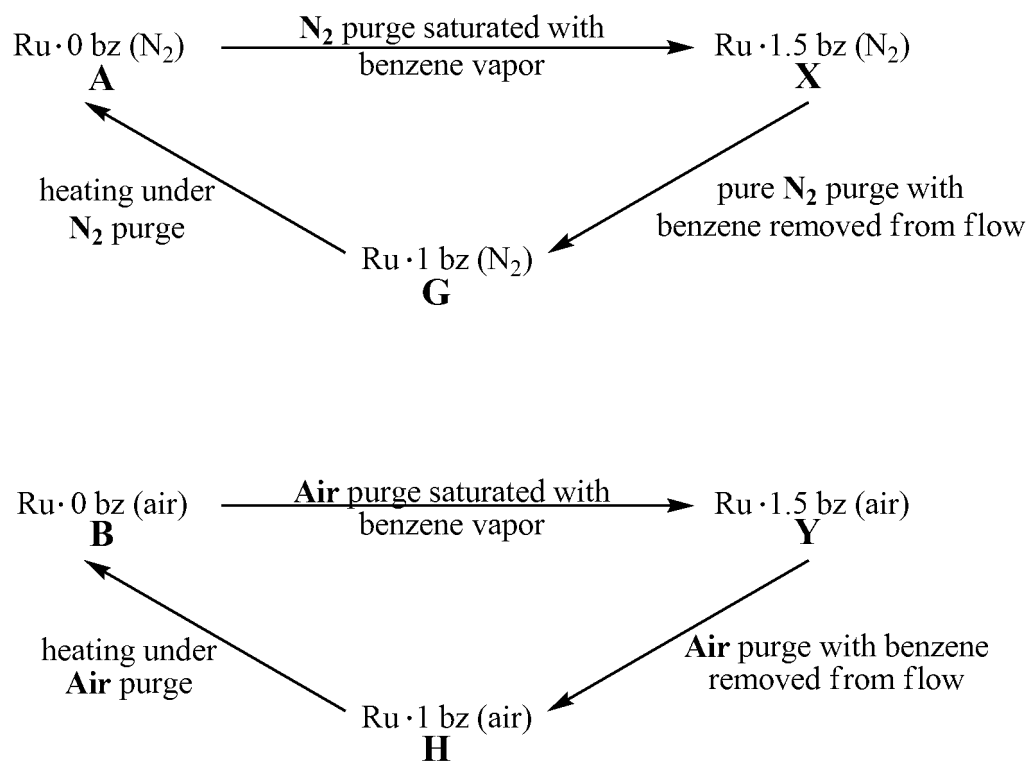 Ru·0 bz (N₂)
A
N₂ purge saturated with
benzene vapor
Ru·1.5 bz (N₂)
X
heating under
N₂ purge
pure N₂ purge with
benzene removed from flow
Ru·1 bz (N₂)
G
Ru·0 bz (air)
B
Air purge saturated with
benzene vapor
Ru·1.5 bz (air)
Y
heating under
Air purge
Air purge with benzene
removed from flow
Ru·1 bz (air)
H